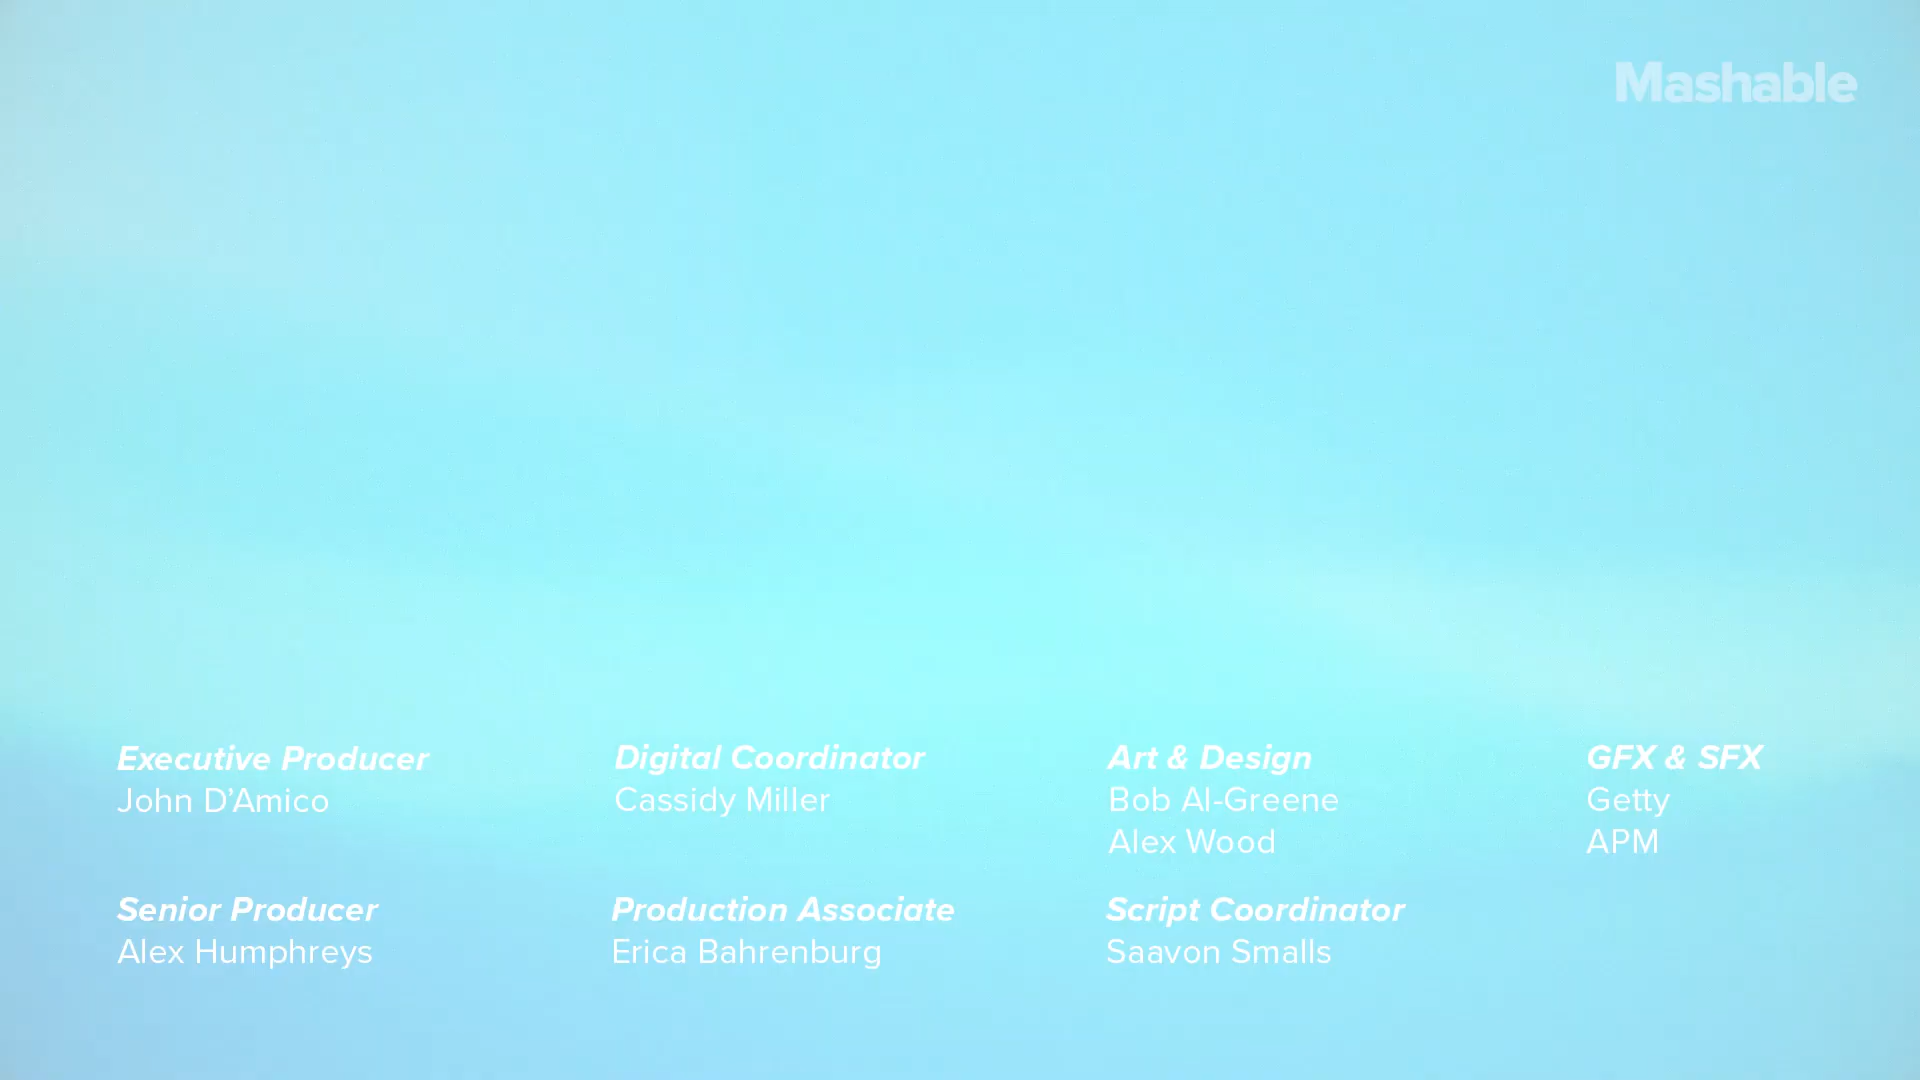 Mashable
Executive Producer
John D’Amico
Digital Coordinator
Cassidy Miller
Art & Design
Bob Al-Greene
Alex Wood
GFX & SFX
Getty
APM
Senior Producer
Alex Humphreys
Production Associate
Erica Bahrenburg
Script Coordinator
Saavon Smalls